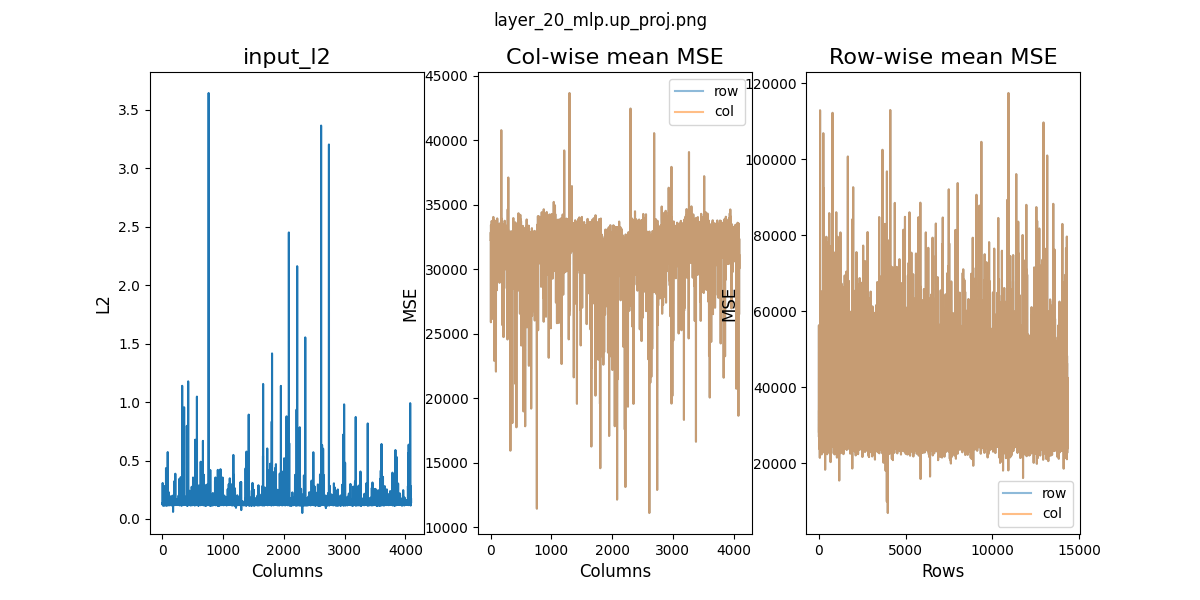 layer_20_mlp.up_proj.png
input_l2
L2
3.5
3.0
2.5
2.0
1.5
1.0
0.5
0.0
0 1000 2000 3000 4000
Columns
Col-wise mean MSE
MSE
45000
40000
35000
30000
25000
20000
15000
10000
row
col
0 1000 2000 3000 4000
Columns
Row-wise mean MSE
MSE
120000
100000
80000
60000
40000
20000
row
col
0 5000 10000 15000
Rows